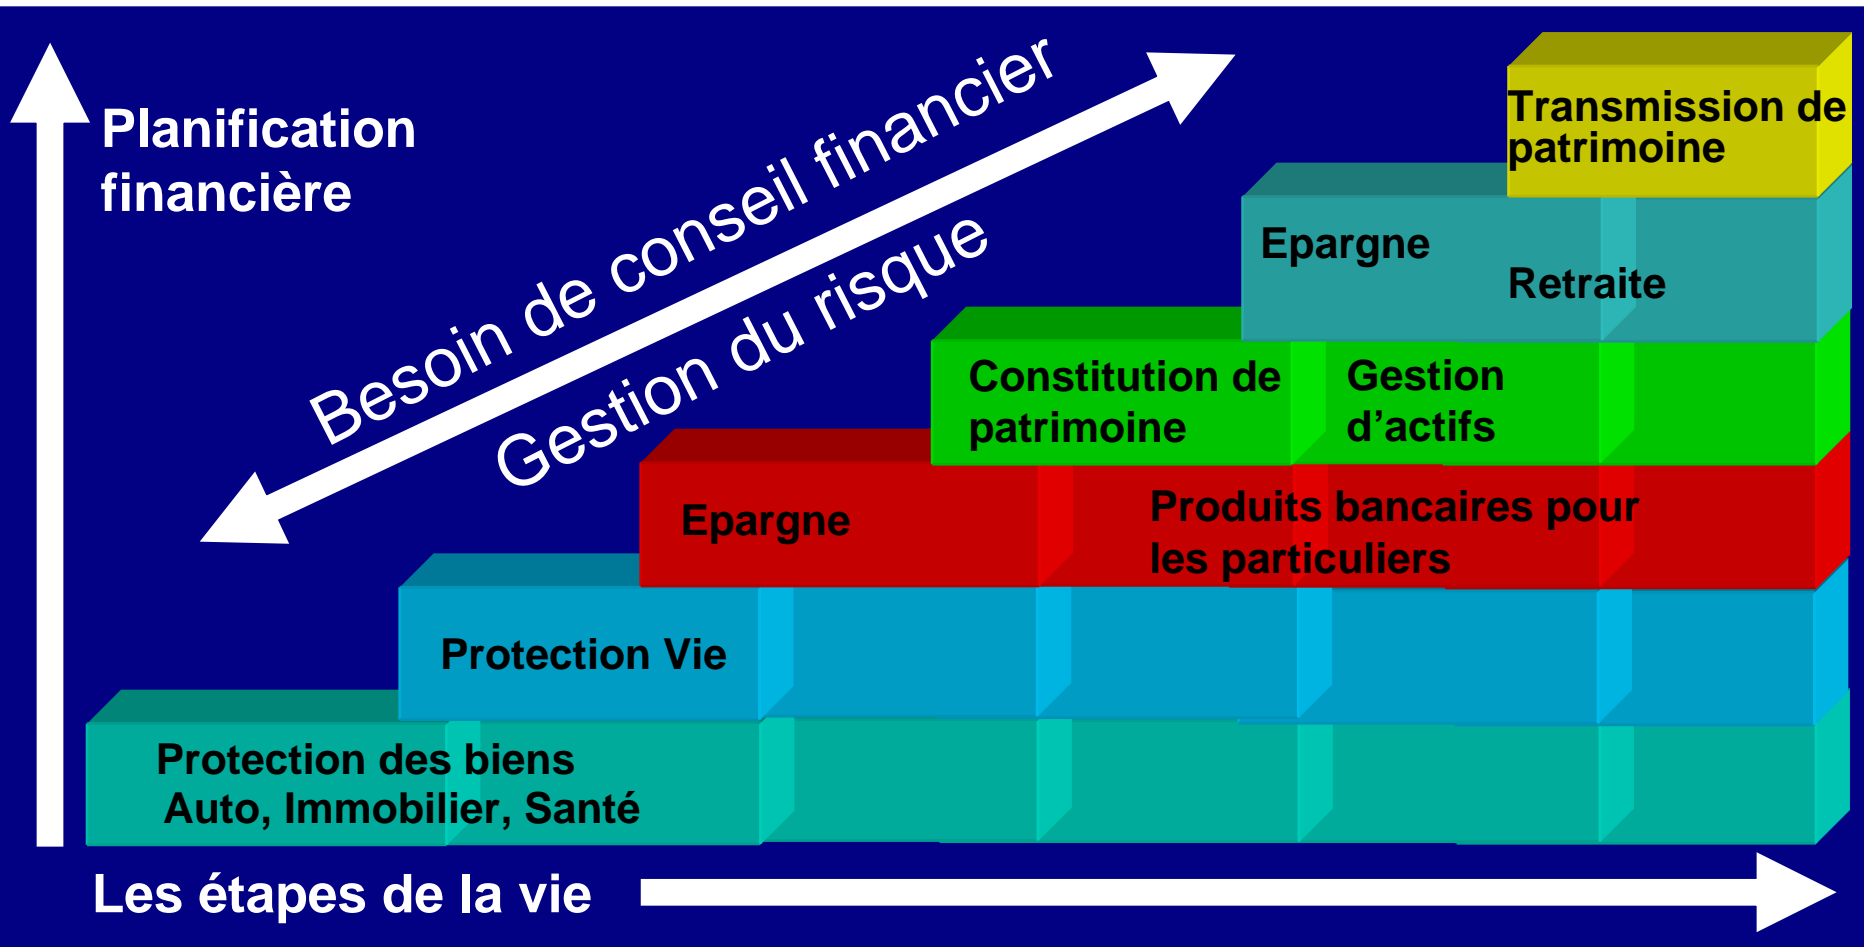 Planification
financière
Besoin de conseil financier
Gestion du risque
Transmission de
patrimoine
Epargne
Retraite
Constitution de
patrimoine
Gestion
d’actifs
Epargne
Produits bancaires pour
les particuliers
Protection Vie
Protection des biens
Auto, Immobilier, Santé
Les étapes de la vie